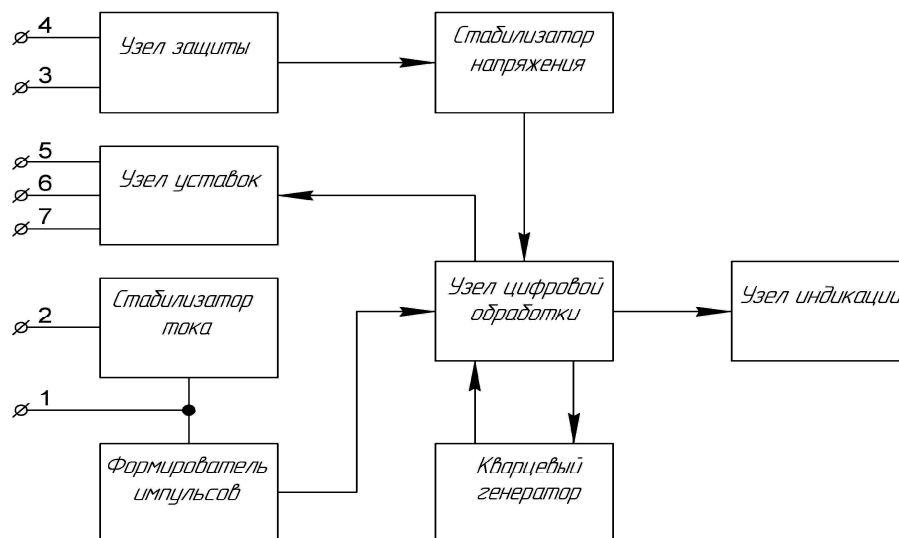 4
Узел защиты
3
Стабилизатор
напряжения
5
6
7
Узел уставок
Стабилизатор
тока
2
1
Узел цифровой
обработки
Узел индикации
Формирователь
импульсов
Кварцевый
генератор